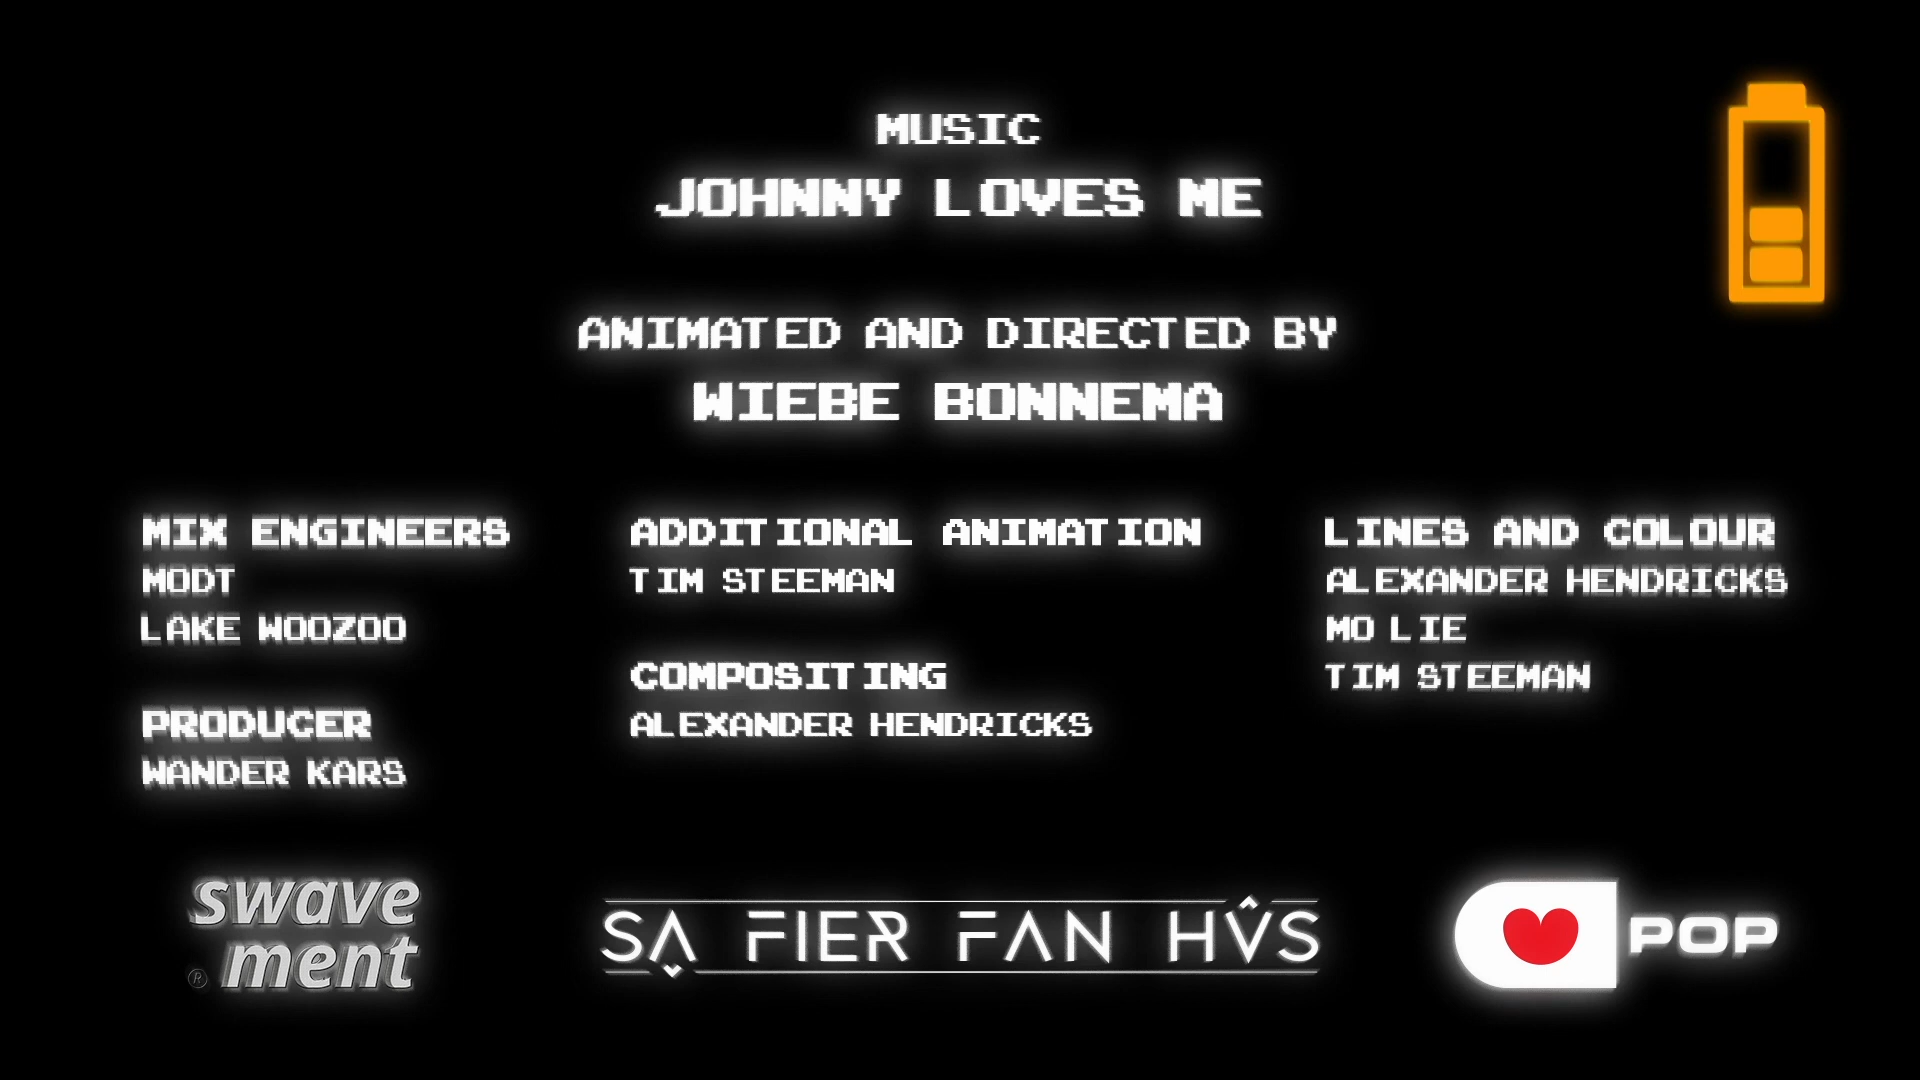 MUSIC
JOHNNY LOVES ME
ANIMATED AND DIRECTED BY
WIEBE BONNEMA
MIX ENGINEERS
MODT
LAKE WOOZOO
PRODUCER
WANDER KARS
ADDITIONAL ANIMATION
TIM STEEMAN
COMPOSITING
ALEXANDER HENDRICKS
LINES AND COLOUR
ALEXANDER HENDRICKS
MO LIE
TIM STEEMAN
swave
® ment
SA FIER FAN HÛS
POP